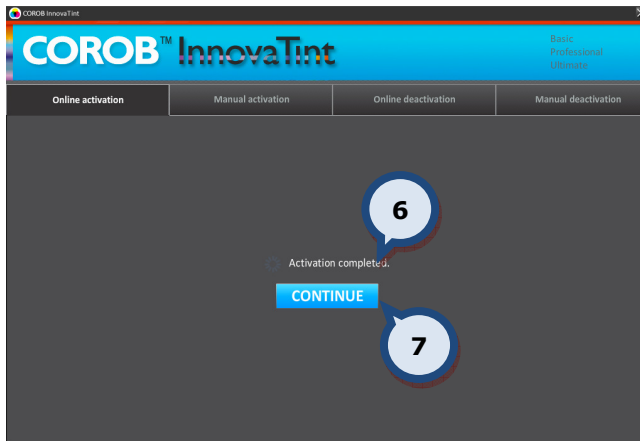 COROB InnovaTint
COROB™ InnovaTint
Basic
Professional
Ultimate
Online activation
Manual activation
Online deactivation
Manual deactivation
6
Activation completed.
CONTINUE
7